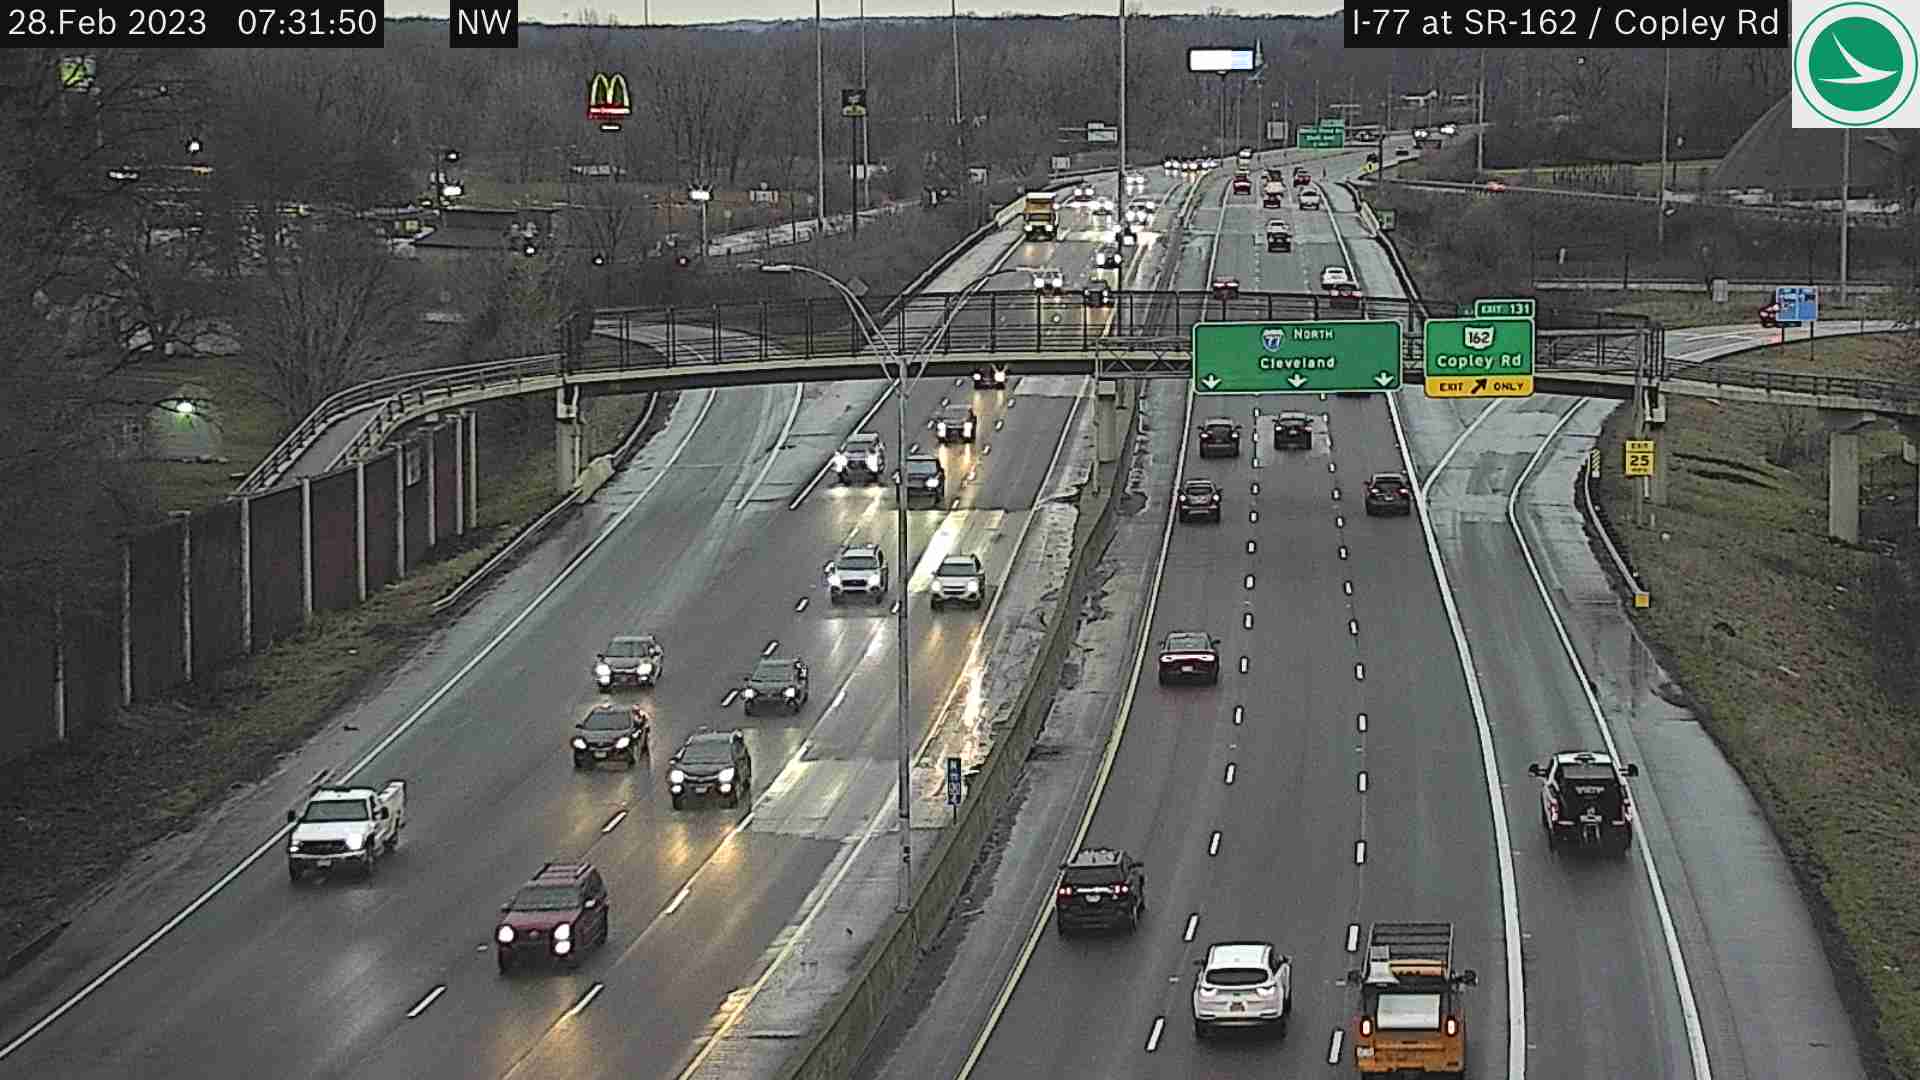 28.Feb 2023 07:31:50
NW
I-77 at SR-162 / Copley Rd
EXIT 131
77 NORTH
Cleveland
162
Copley Rd
EXIT ONLY
EXIT
25